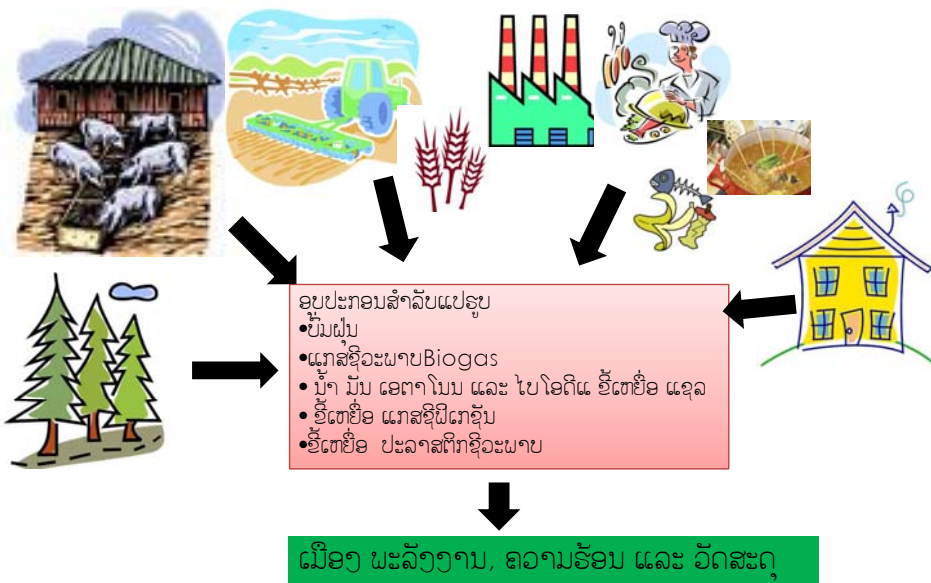 ອຸບປະກອນສຳລັບແປຮູບ
•ບົ່ມຝຸ່ນ
•ແກສຊີວະພາບBiogas
• ນ້ຳ ມັນ ເອຕາໂນນ ແລະ ໄບໂອດີແ ຂີ້ເຫຍື່ອ ແຊລ
• ຂີ້ເຫຍື່ອ ແກສຊີຟິເກຊັນ
•ຂີ້ເຫຍື່ອ ປະລາສຕິກຊີວະພາບ
ເມືອງ ພະລັງງານ, ຄວາມຮ້ອນ ແລະ ວັດສະດຸ